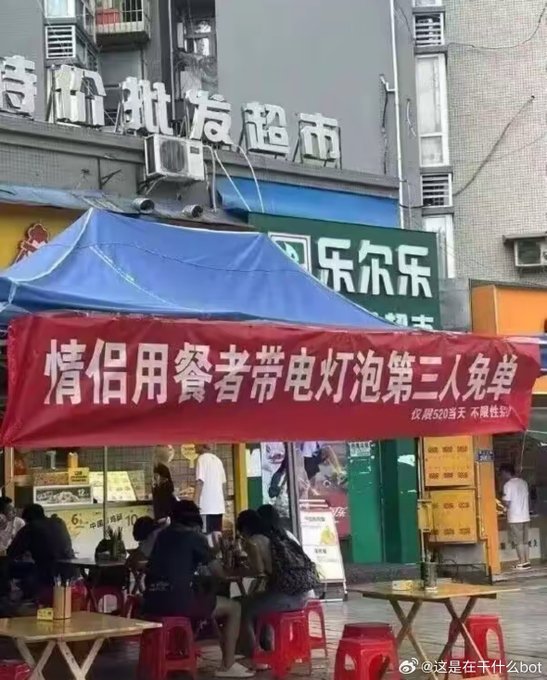 特价批发超市
乐尔乐
超市
情侣用餐者带电灯泡第三人免单
仅限520当天 不限性别
@这是在干什么bot